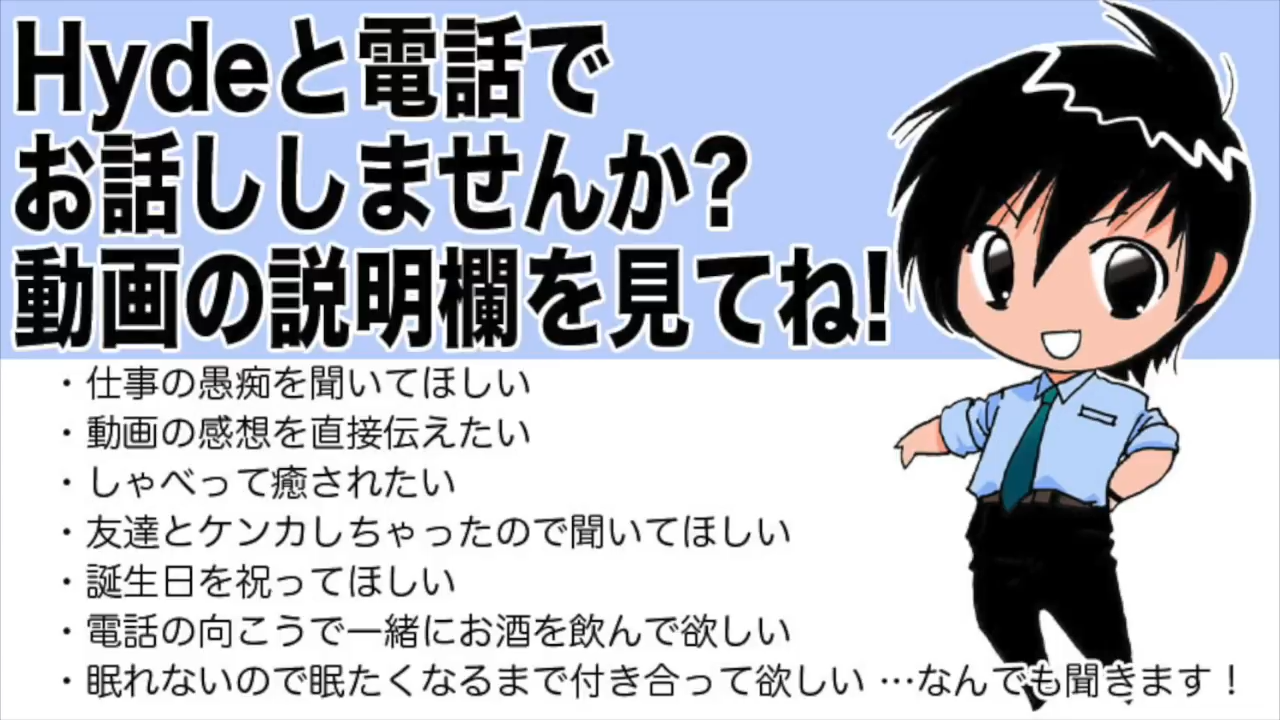 Hydeと電話で
お話ししませんか?
動画の説明欄を見てね!
・仕事の愚痴を聞いてほしい
・動画の感想を直接伝えたい
・しゃべって癒されたい
・友達とケンカしちゃったので聞いてほしい
・誕生日を祝ってほしい
・電話の向こうで一緒にお酒を飲んで欲しい
・眠れないので眠たくなるまで付き合って欲しい …なんでも聞きます！